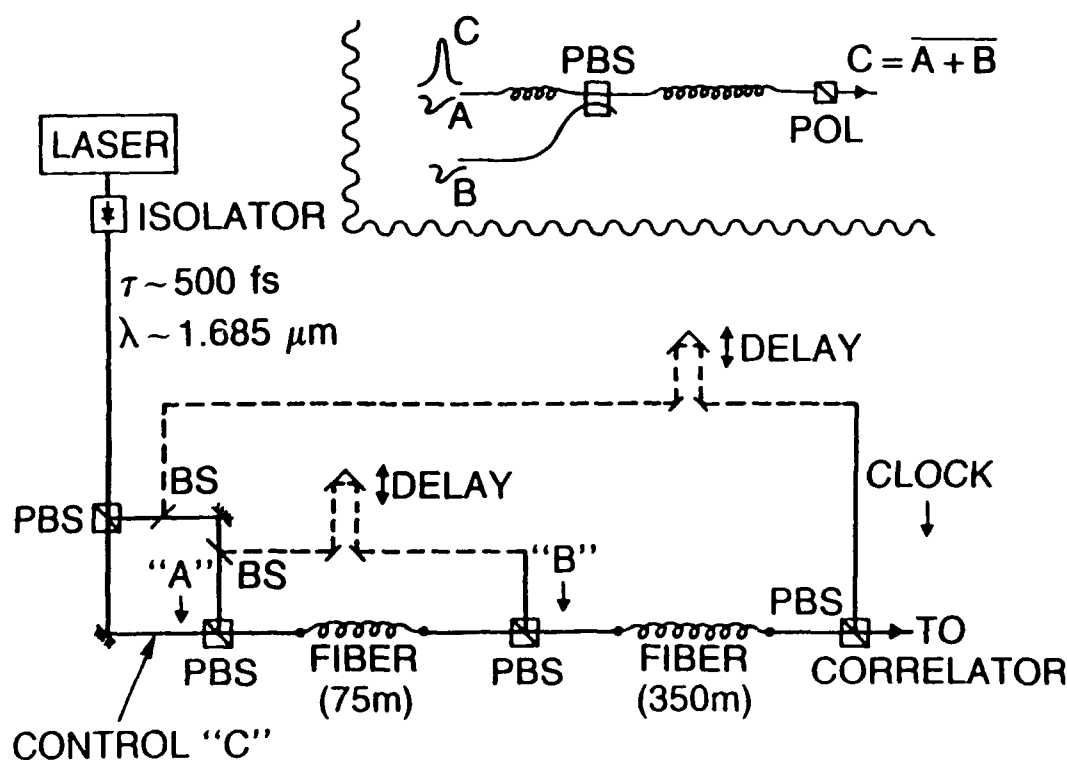 C
PBS
C = A + B
A
POL
B
LASER
ISOLATOR
τ ~ 500 fs
λ ~ 1.685 μm
DELAY
BS
DELAY
CLOCK
PBS
"A"
BS
"B"
PBS
TO
PBS
FIBER
PBS
FIBER
CORRELATOR
(75m)
(350m)
CONTROL "C"